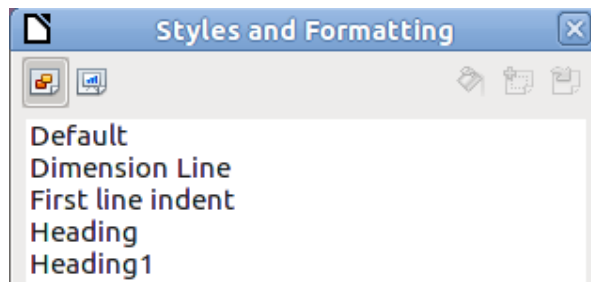 Styles and Formatting
Default
Dimension Line
First line indent
Heading
Heading1